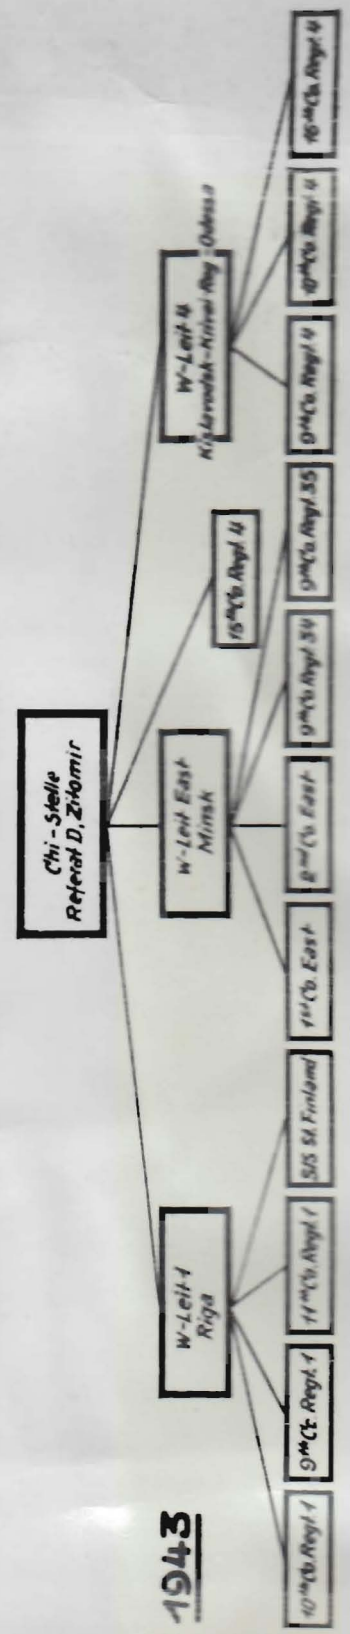 1943
Chi-Stelle
Referat D, Zitomir
W-Leit-1
Riga
W-Leit East
Minsk
15th Co. Regt. 4
W-Leit-4
Kislavodsk-Krivoi Rog-Odessa
10th Co. Regt. 1
9th Co. Regt. 1
11th Co. Regt. 1
SIS St. Finland
1st Co. East
2nd Co. East
9th Co. Regt. 34
9th Co. Regt. 35
9th Co. Regt. 4
10th Co. Regt. 4
16th Co. Regt. 4